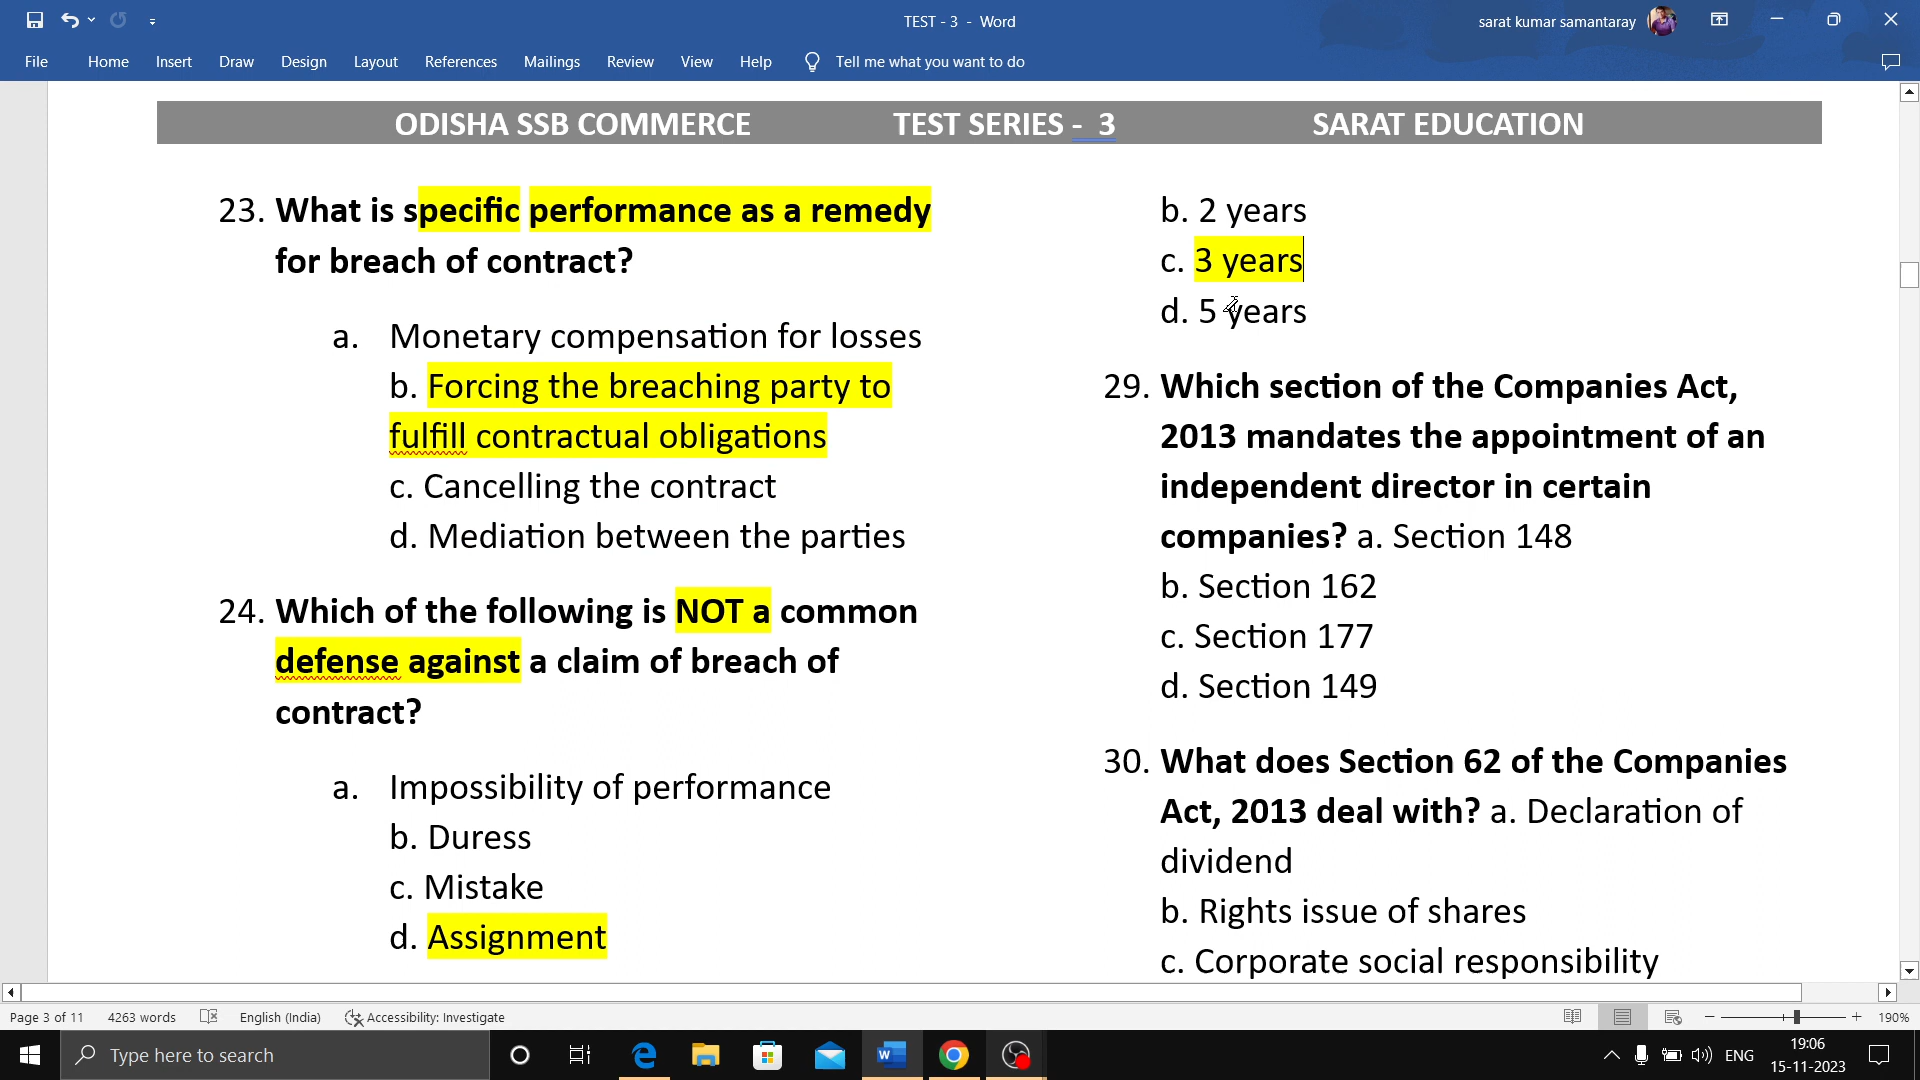 TEST - 3 - Word
sarat kumar samantaray
File Home Insert Draw Design Layout References Mailings Review View Help Tell me what you want to do
ODISHA SSB COMMERCE TEST SERIES - 3 SARAT EDUCATION
23. What is specific performance as a remedy
for breach of contract?
a. Monetary compensation for losses
b. Forcing the breaching party to
fulfill contractual obligations
c. Cancelling the contract
d. Mediation between the parties
24. Which of the following is NOT a common
defense against a claim of breach of
contract?
a. Impossibility of performance
b. Duress
c. Mistake
d. Assignment
b. 2 years
c. 3 years
d. 5 years
29. Which section of the Companies Act,
2013 mandates the appointment of an
independent director in certain
companies? a. Section 148
b. Section 162
c. Section 177
d. Section 149
30. What does Section 62 of the Companies
Act, 2013 deal with? a. Declaration of
dividend
b. Rights issue of shares
c. Corporate social responsibility
Page 3 of 11 4263 words English (India) Accessibility: Investigate 190%
Type here to search
ENG
19:06
15-11-2023